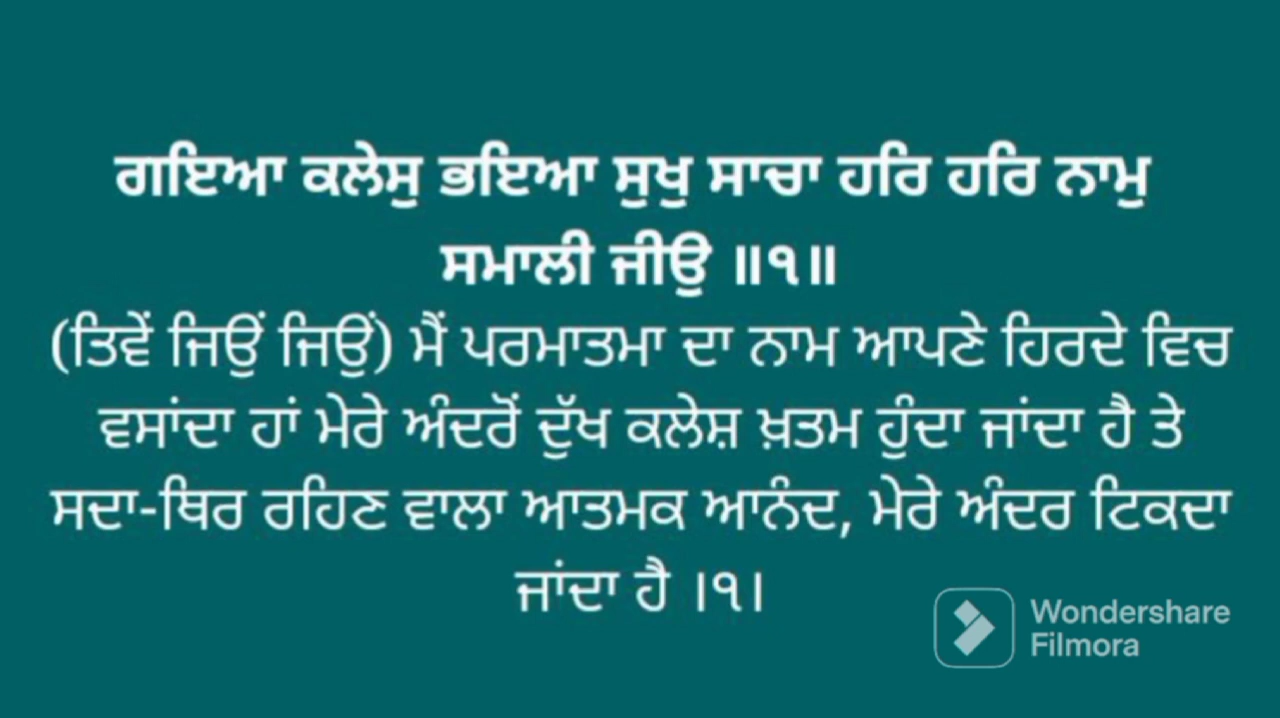 ਗਇਆ ਕਲੇਸੁ ਭਇਆ ਸੁਖੁ ਸਾਚਾ ਹਰਿ ਹਰਿ ਨਾਮੁ
ਸਮਾਲੀ ਜੀਉ ॥੧॥
(ਤਿਵੇਂ ਜਿਉਂ ਜਿਉਂ) ਮੈਂ ਪਰਮਾਤਮਾ ਦਾ ਨਾਮ ਆਪਣੇ ਹਿਰਦੇ ਵਿਚ
ਵਸਾਂਦਾ ਹਾਂ ਮੇਰੇ ਅੰਦਰੋਂ ਦੁੱਖ ਕਲੇਸ਼ ਖ਼ਤਮ ਹੁੰਦਾ ਜਾਂਦਾ ਹੈ ਤੇ
ਸਦਾ-ਥਿਰ ਰਹਿਣ ਵਾਲਾ ਆਤਮਕ ਆਨੰਦ, ਮੇਰੇ ਅੰਦਰ ਟਿਕਦਾ
ਜਾਂਦਾ ਹੈ ।੧।
Wondershare
Filmora